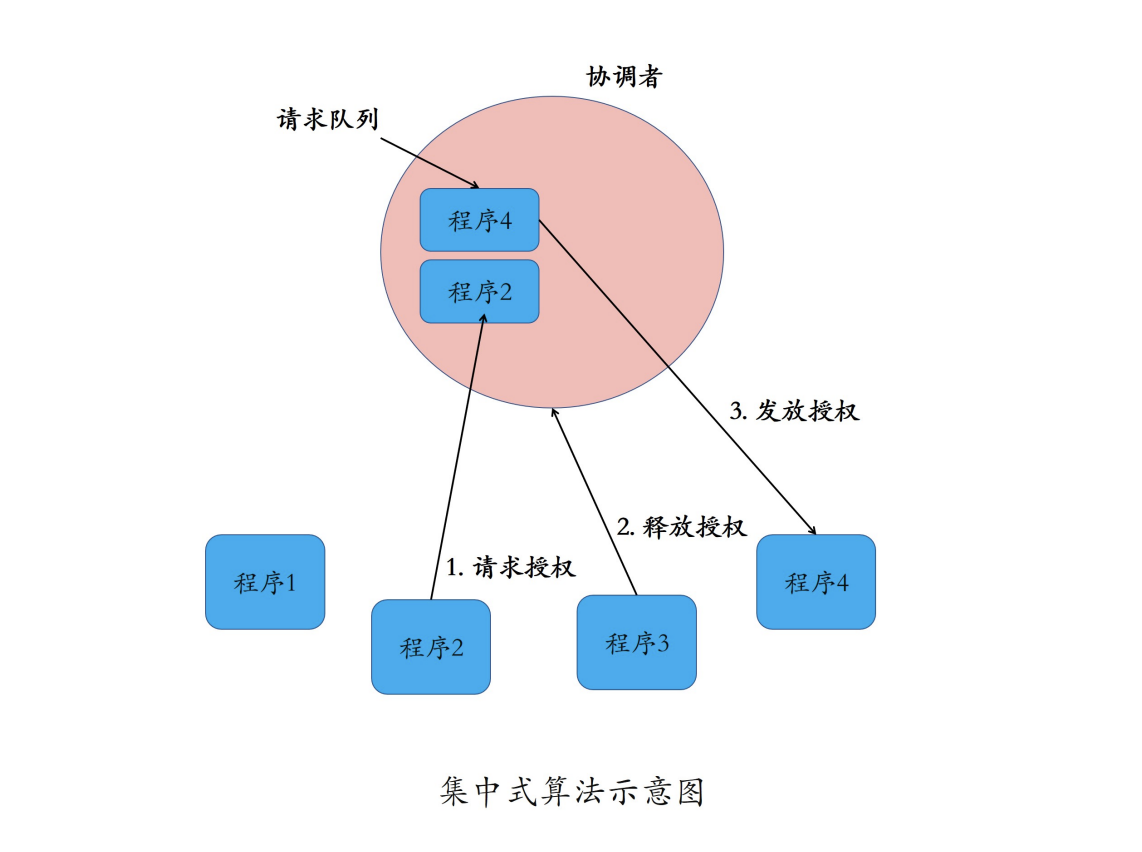 协调者
请求队列
程序4
程序2
3. 发放授权
2. 释放授权
1. 请求授权
程序1
程序2
程序3
程序4
集中式算法示意图